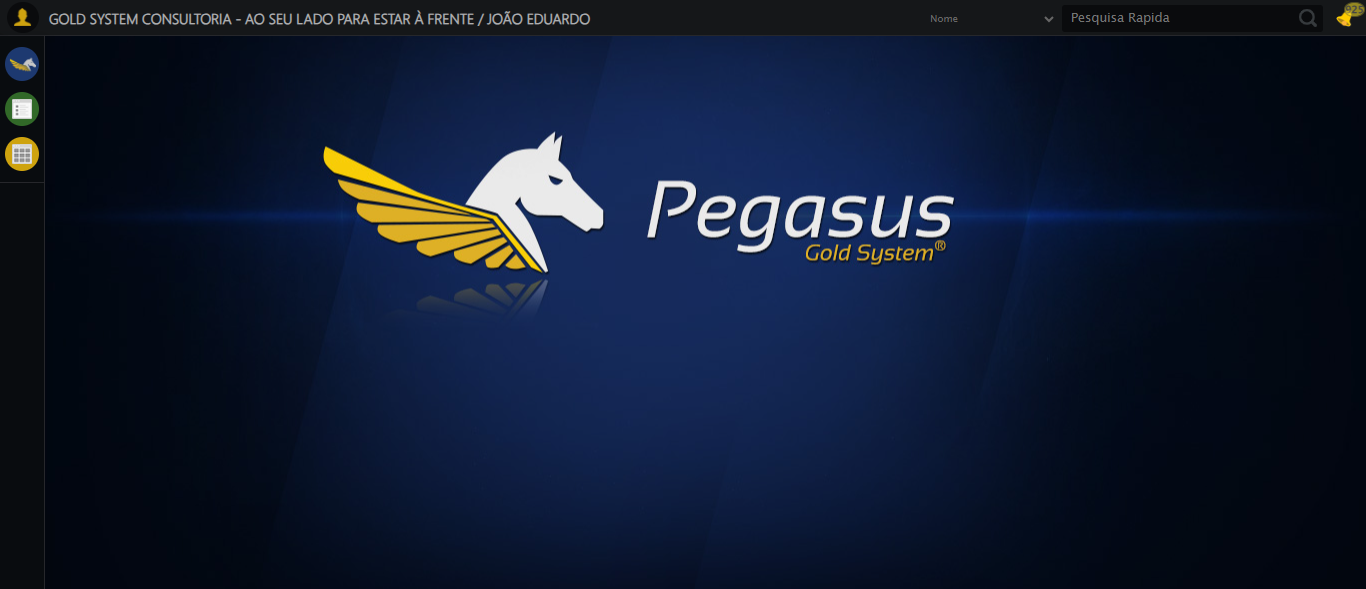 GOLD SYSTEM CONSULTORIA - AO SEU LADO PARA ESTAR À FRENTE / JOÃO EDUARDO
Nome
Pesquisa Rapida
Pegasus
Gold System®